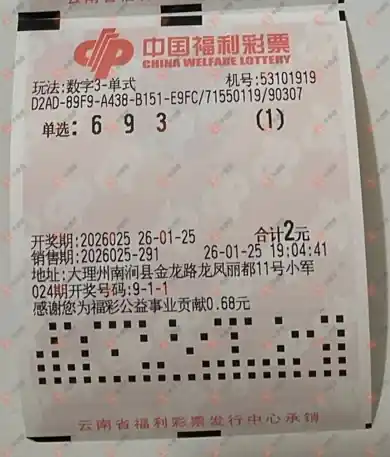 中国福利彩票
CHINA WELFARE LOTTERY
玩法:数字3-单式 机号:53101919
D2AD-89F9-A438-B151-E9FC/71550119/90307
单选: 6 9 3 (1)
开奖期:2026025 26-01-25 合计2元
销售期:2026025-291 26-01-25 19:04:41
地址:大理州南涧县金龙路龙凤丽都11号小军
024期开奖号码:9-1-1
感谢您为福彩公益事业贡献0.68元
云南省福利彩票发行中心承销